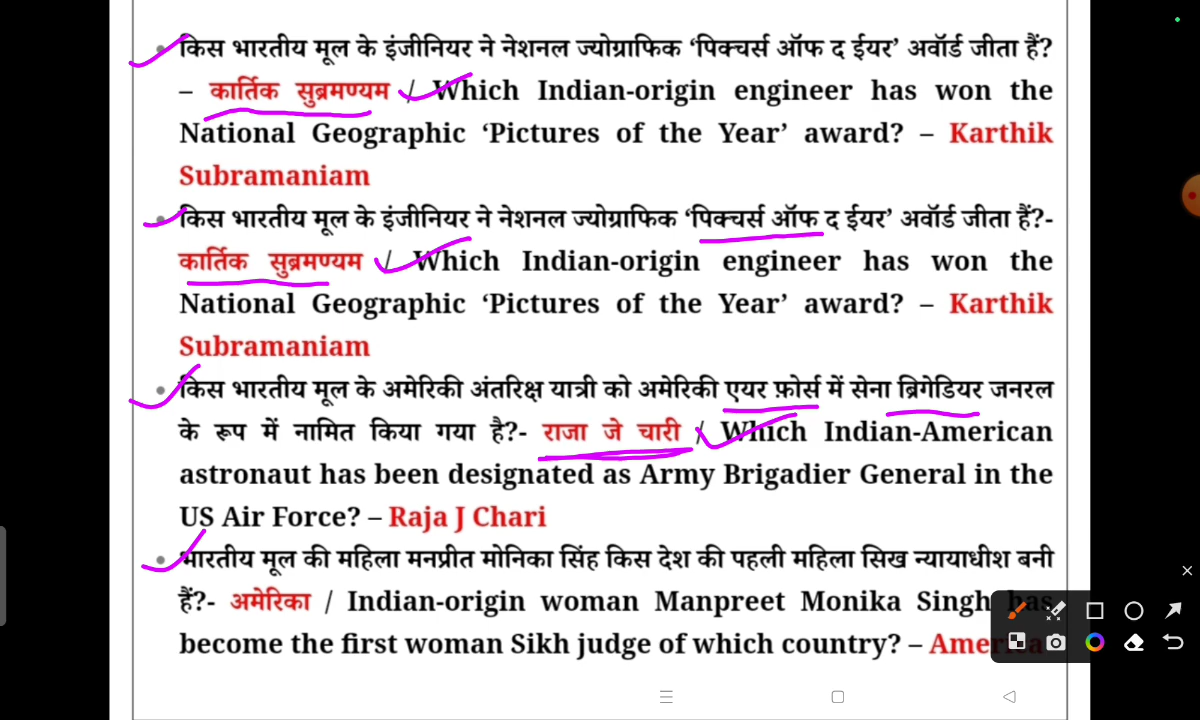 किस भारतीय मूल के इंजीनियर ने नेशनल ज्योग्राफिक ‘पिक्चर्स ऑफ द ईयर’ अवॉर्ड जीता हैं?
– कार्तिक सुब्रमण्यम / Which Indian-origin engineer has won the
National Geographic ‘Pictures of the Year’ award? – Karthik
Subramaniam
किस भारतीय मूल के इंजीनियर ने नेशनल ज्योग्राफिक ‘पिक्चर्स ऑफ द ईयर’ अवॉर्ड जीता हैं?-
कार्तिक सुब्रमण्यम / Which Indian-origin engineer has won the
National Geographic ‘Pictures of the Year’ award? – Karthik
Subramaniam
किस भारतीय मूल के अमेरिकी अंतरिक्ष यात्री को अमेरिकी एयर फ़ोर्स में सेना ब्रिगेडियर जनरल
के रूप में नामित किया गया है?- राजा जे चारी / Which Indian-American
astronaut has been designated as Army Brigadier General in the
US Air Force? – Raja J Chari
भारतीय मूल की महिला मनप्रीत मोनिका सिंह किस देश की पहली महिला सिख न्यायाधीश बनी
हैं?- अमेरिका / Indian-origin woman Manpreet Monika Singh has
become the first woman Sikh judge of which country? – America